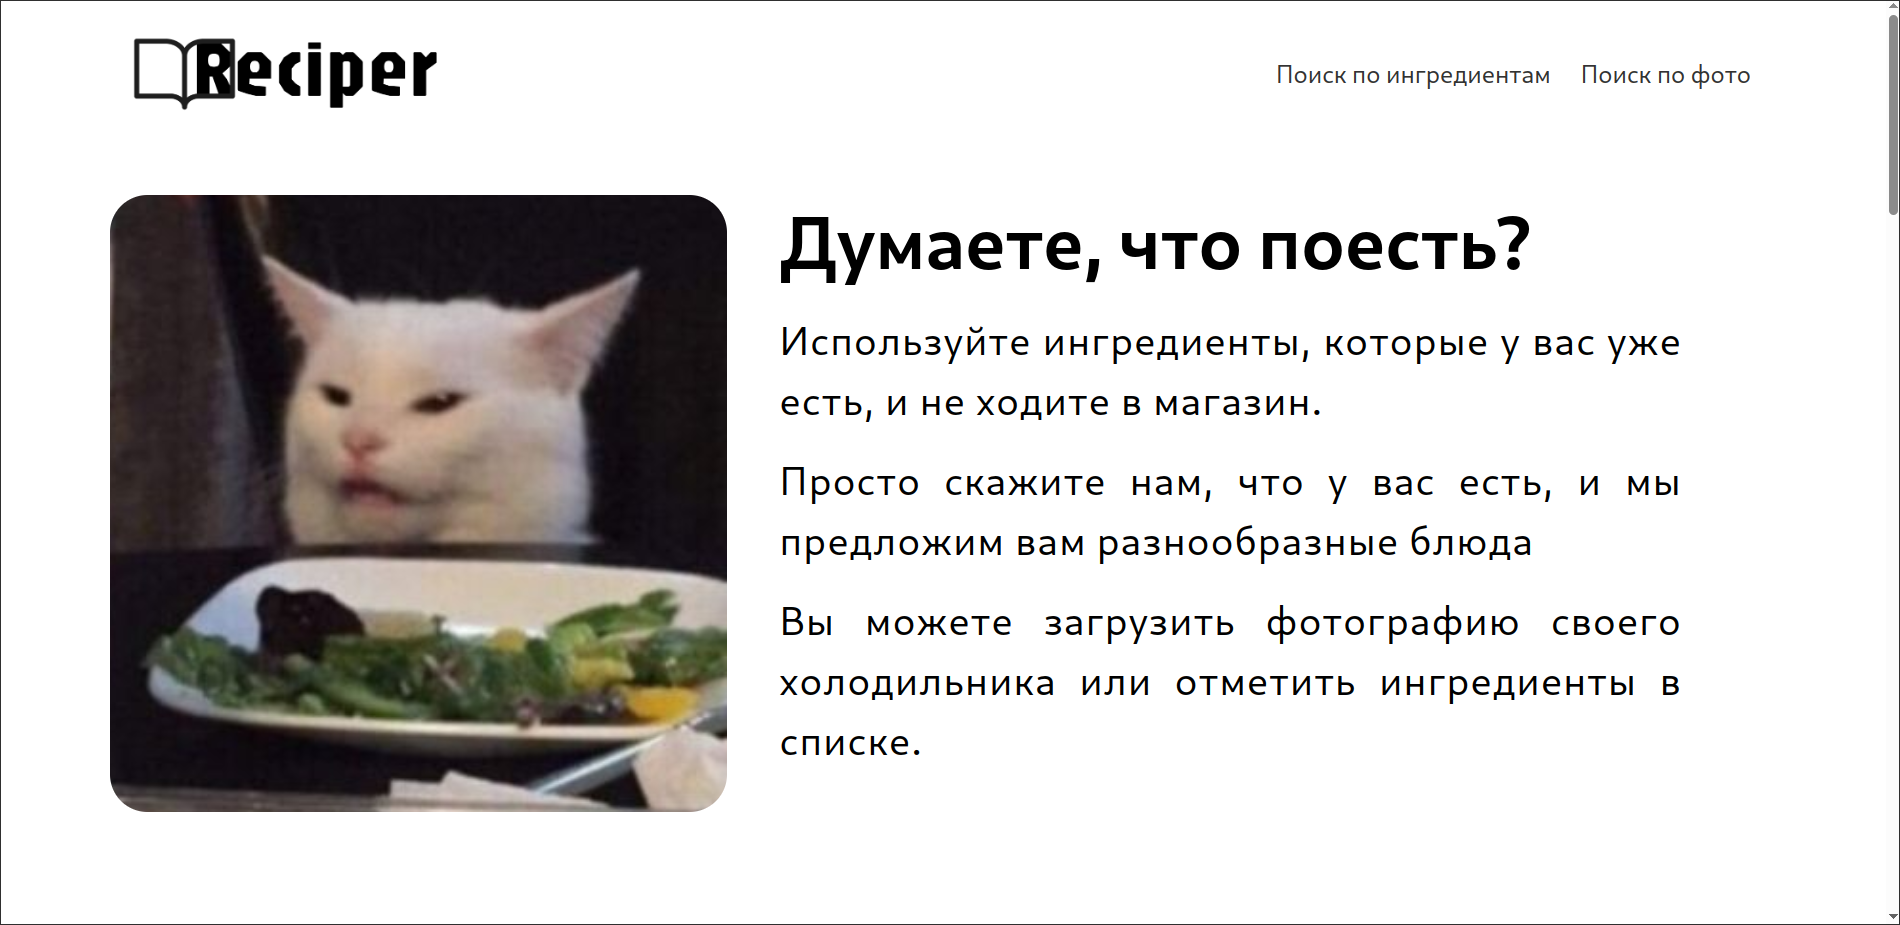 Reciper
Поиск по ингредиентам
Поиск по фото
Думаете, что поесть?
Используйте ингредиенты, которые у вас уже
есть, и не ходите в магазин.
Просто скажите нам, что у вас есть, и мы
предложим вам разнообразные блюда
Вы можете загрузить фотографию своего
холодильника или отметить ингредиенты в
списке.